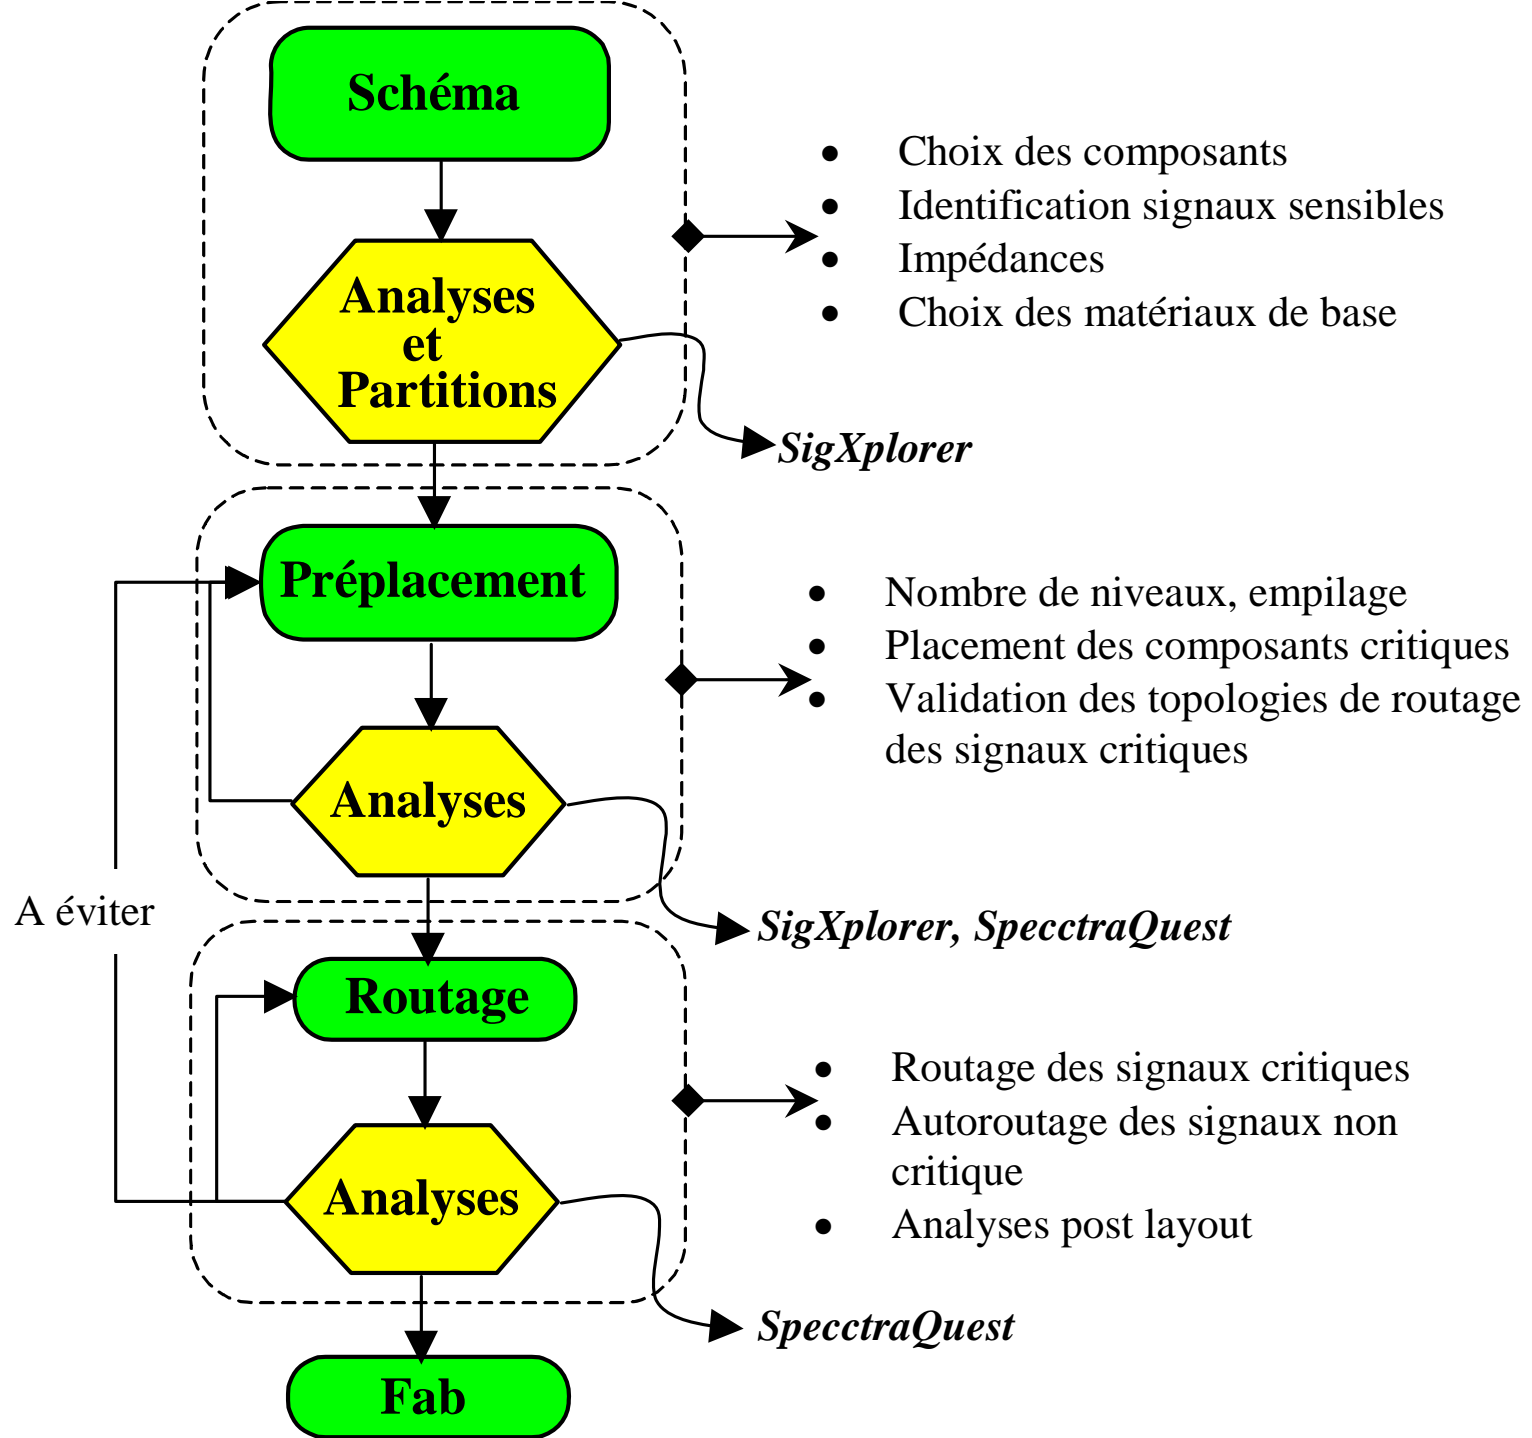 Schéma
Choix des composants
Identification signaux sensibles
Impédances
Choix des matériaux de base
Analyses
et
Partitions
SigXplorer
Préplacement
Nombre de niveaux, empilage
Placement des composants critiques
Validation des topologies de routage
des signaux critiques
Analyses
A éviter
SigXplorer, SpecctraQuest
Routage
Routage des signaux critiques
Autoroutage des signaux non
critique
Analyses post layout
Analyses
SpecctraQuest
Fab